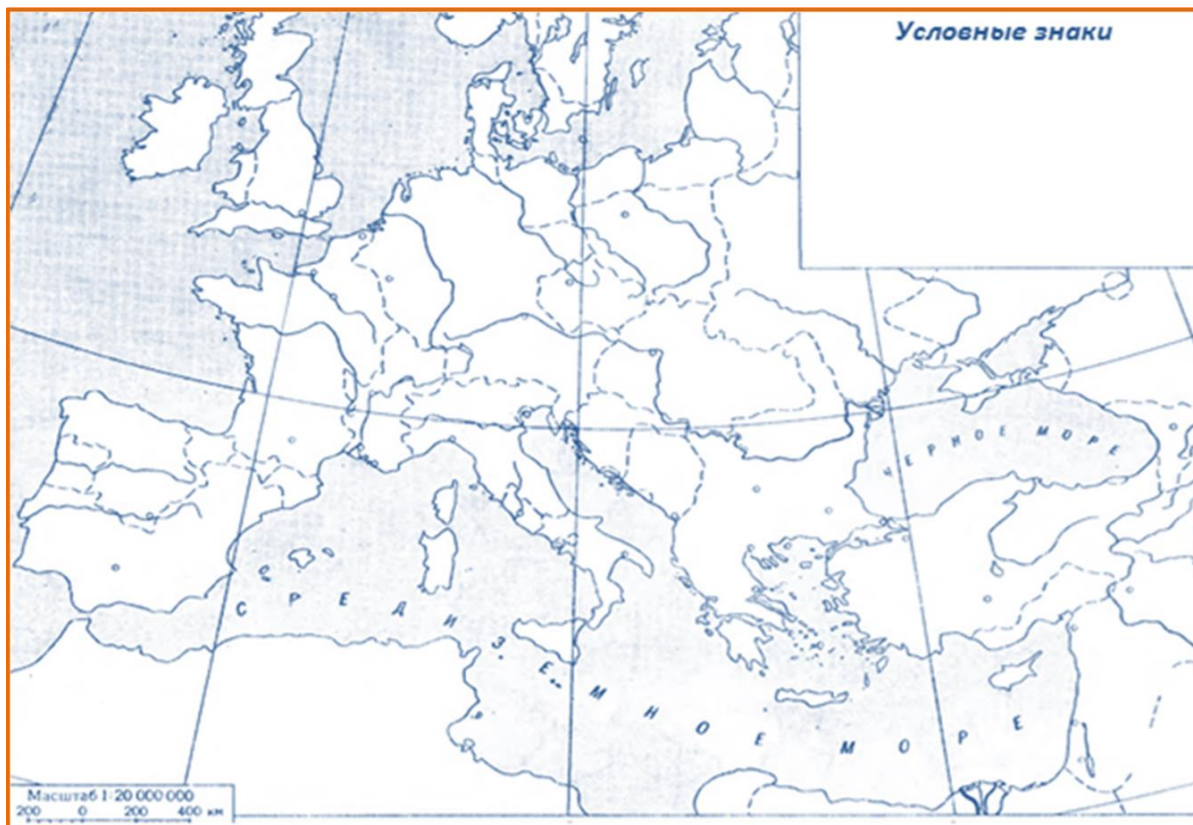 Условные знаки
ЧЕРНОЕ МОРЕ
СРЕДИЗЕМНОЕ МОРЕ
Масштаб 1:20 000 000
200 0 200 400 км